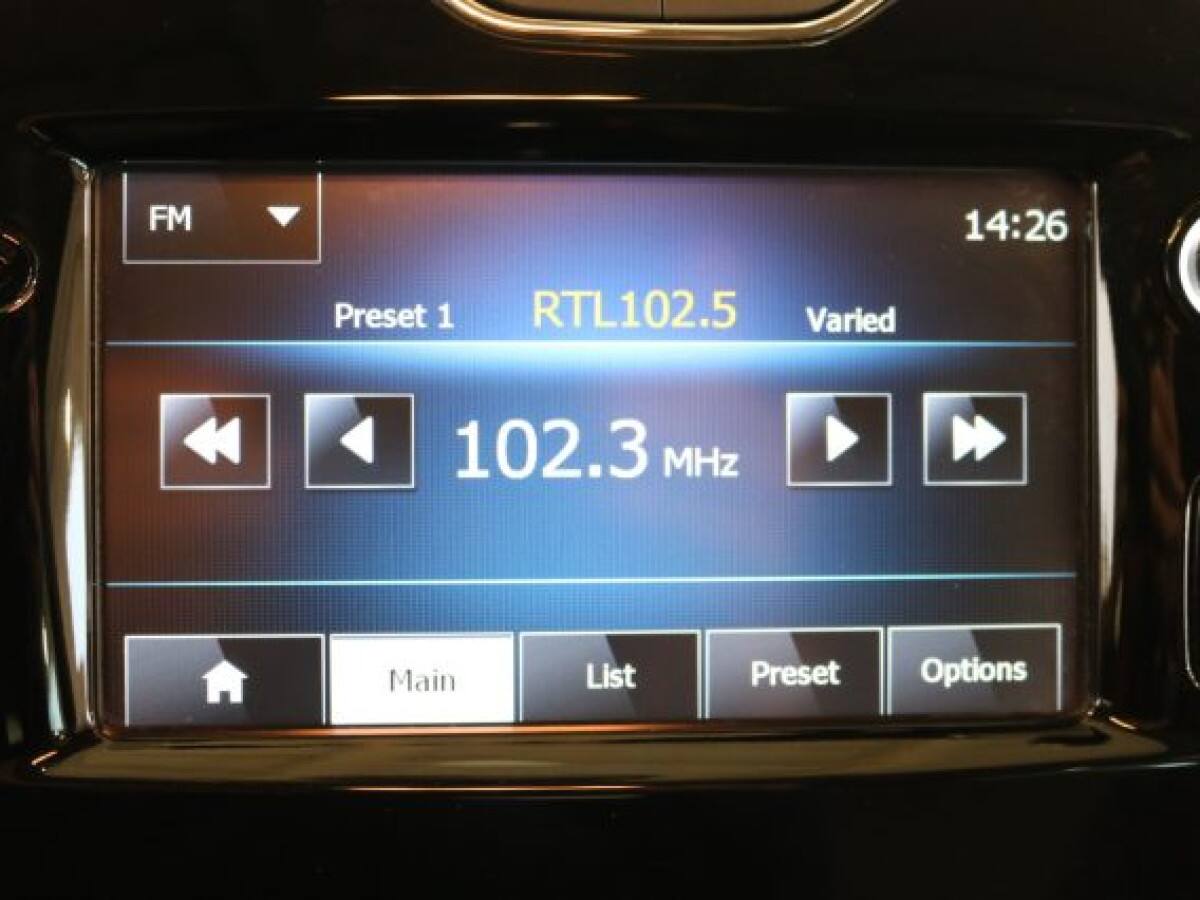 FM
14:26
Preset 1 RTL102.5 Varied
102.3 MHz
Main List Preset Options